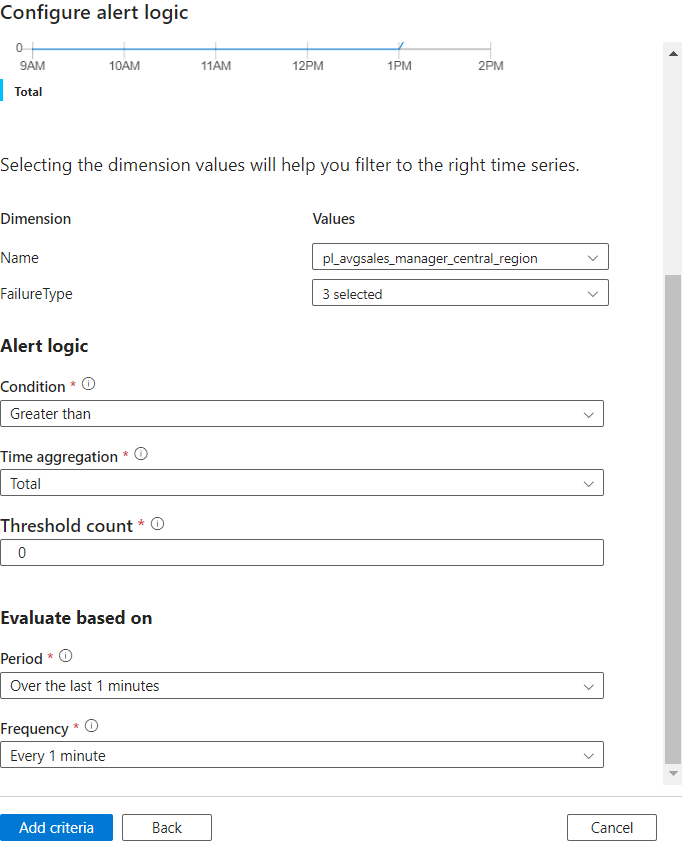 Configure alert logic
0
9AM 10AM 11AM 12PM 1PM 2PM
Total
Selecting the dimension values will help you filter to the right time series.
Dimension Values
Name pl_avgsales_manager_central_region
FailureType 3 selected
Alert logic
Condition *
Greater than
Time aggregation *
Total
Threshold count *
0
Evaluate based on
Period *
Over the last 1 minutes
Frequency *
Every 1 minute
Add criteria Back Cancel